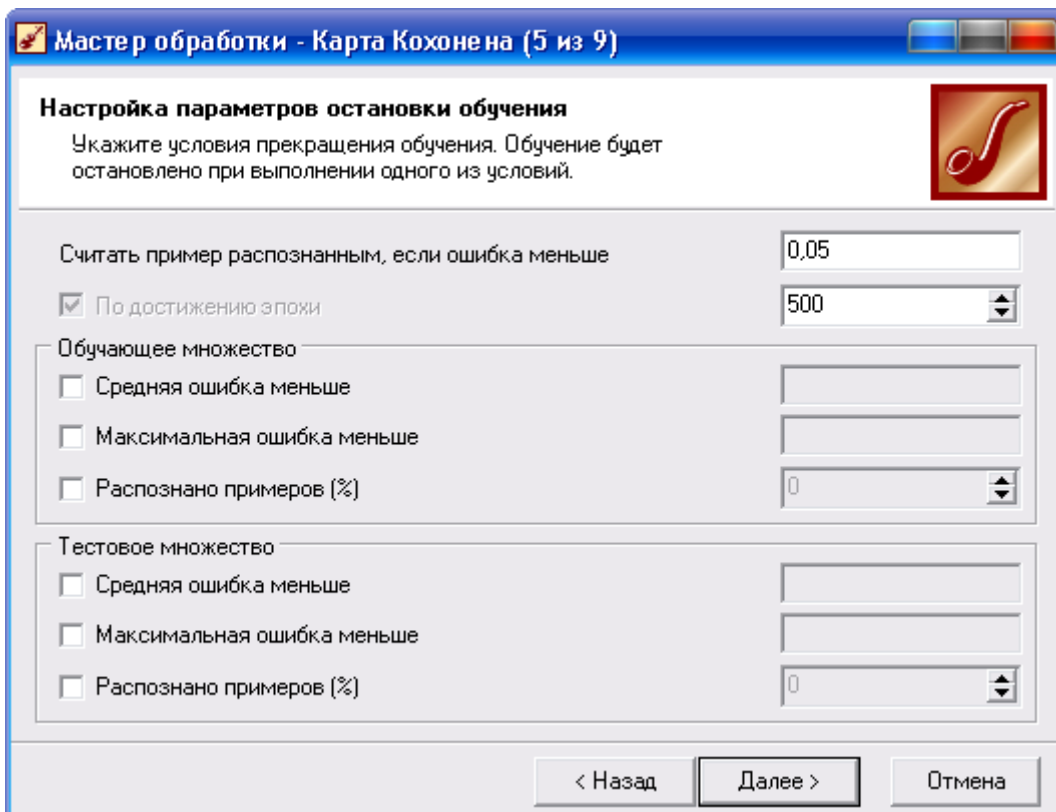 Мастер обработки - Карта Кохонена (5 из 9)
Настройка параметров остановки обучения
Укажите условия прекращения обучения. Обучение будет
остановлено при выполнении одного из условий.
Считать пример распознанным, если ошибка меньше 0,05
По достижению эпохи 500
Обучающее множество
Средняя ошибка меньше
Максимальная ошибка меньше
Распознано примеров (%) 0
Тестовое множество
Средняя ошибка меньше
Максимальная ошибка меньше
Распознано примеров (%) 0
< Назад Далее > Отмена